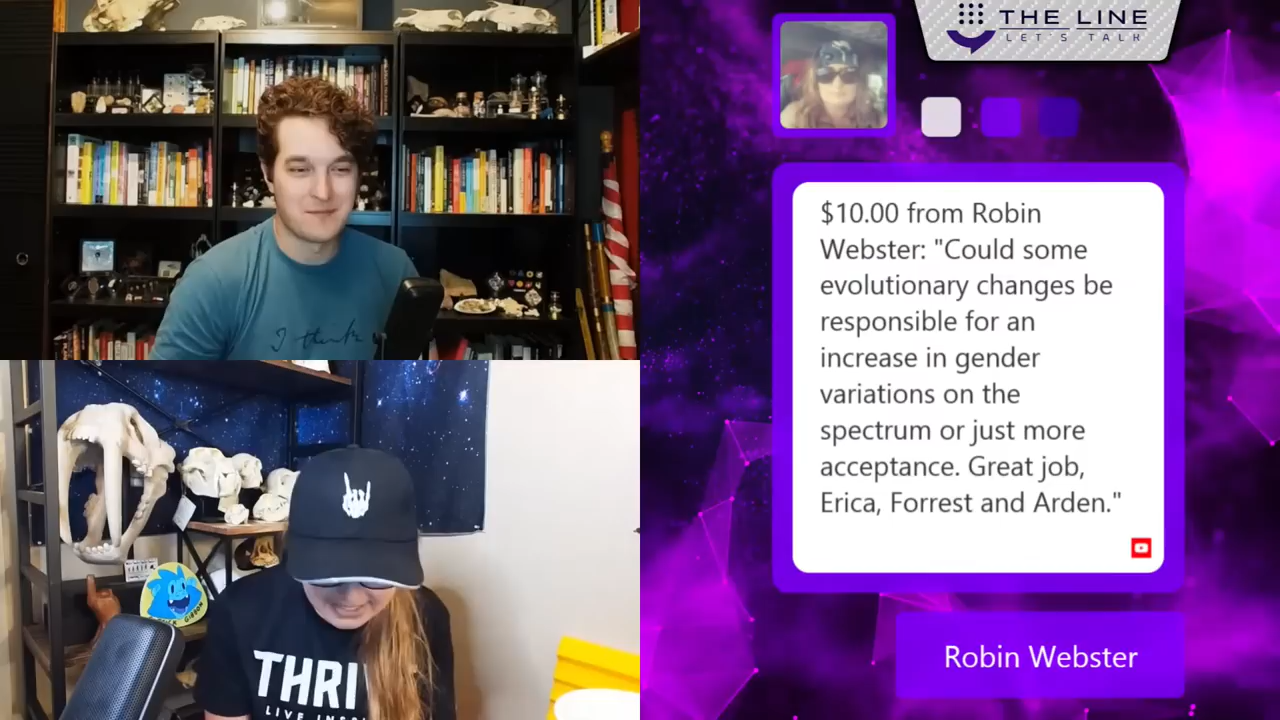 THE LINE
LET'S TALK
$10.00 from Robin
Webster: "Could some
evolutionary changes be
responsible for an
increase in gender
variations on the
spectrum or just more
acceptance. Great job,
Erica, Forrest and Arden."
Robin Webster
I think
THRI